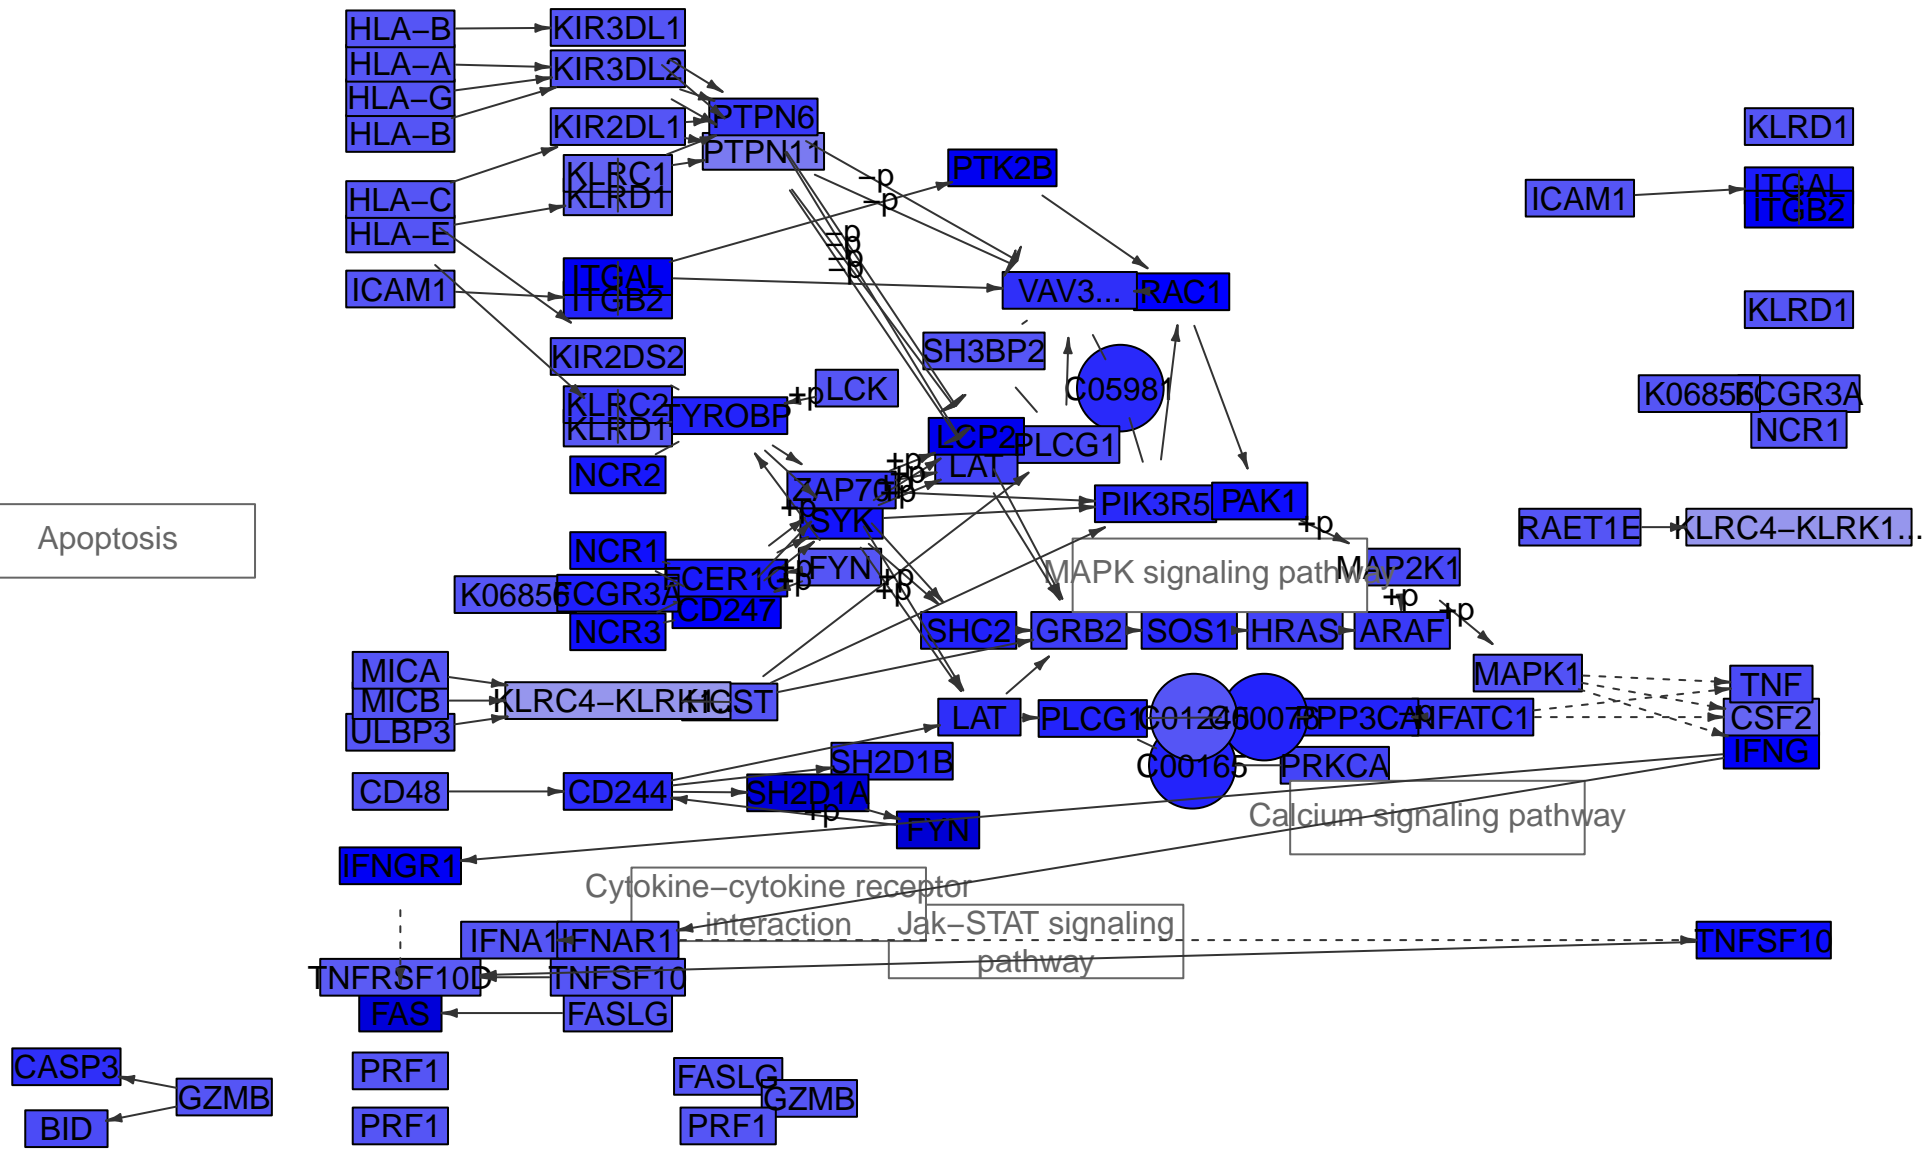 HLA−B
KIR3DL1
HLA−A
KIR3DL2
HLA−G
HLA−B
PTPN6
KIR2DL1
PTPN11
KLRD1
PTK2B
KLRC1
KLRD1
−p
−p
HLA−C
ICAM1
ITGAL
ITGB2
HLA−E
−p
−p
−p
−p
ITGAL
ITGB2
ICAM1
VAV3...
RAC1
KLRD1
KIR2DS2
SH3BP2
LCK
+p
C05981
K06856
FCGR3A
NCR1
KLRC2
KLRD1
TYROBP
LCP2
PLCG1
LAT
NCR2
+p
+p
+p
+p
ZAP70
SYK
+p
PIK3R5
PAK1
+p
RAET1E
KLRC4−KLRK1...
Apoptosis
NCR1
FCER1G
+p
+p
FYN
+p
+p
MAPK signaling pathway
MAP2K1
K06856
FCGR3A
CD247
+p
+p
NCR3
SHC2
GRB2
SOS1
HRAS
ARAF
MICA
MICB
ULBP3
KLRC4−KLRK1...
HCST
MAPK1
TNF
CSF2
IFNG
LAT
PLCG1
C01245
C00076
PPP3CA
NFATC1
C00165
PRKCA
SH2D1B
CD48
CD244
SH2D1A
+p
FYN
Calcium signaling pathway
IFNGR1
Cytokine−cytokine receptor
interaction
Jak−STAT signaling
pathway
IFNA1
IFNAR1
TNFSF10
TNFRSF10D
TNFSF10
FAS
FASLG
CASP3
PRF1
FASLG
GZMB
GZMB
BID
PRF1
PRF1